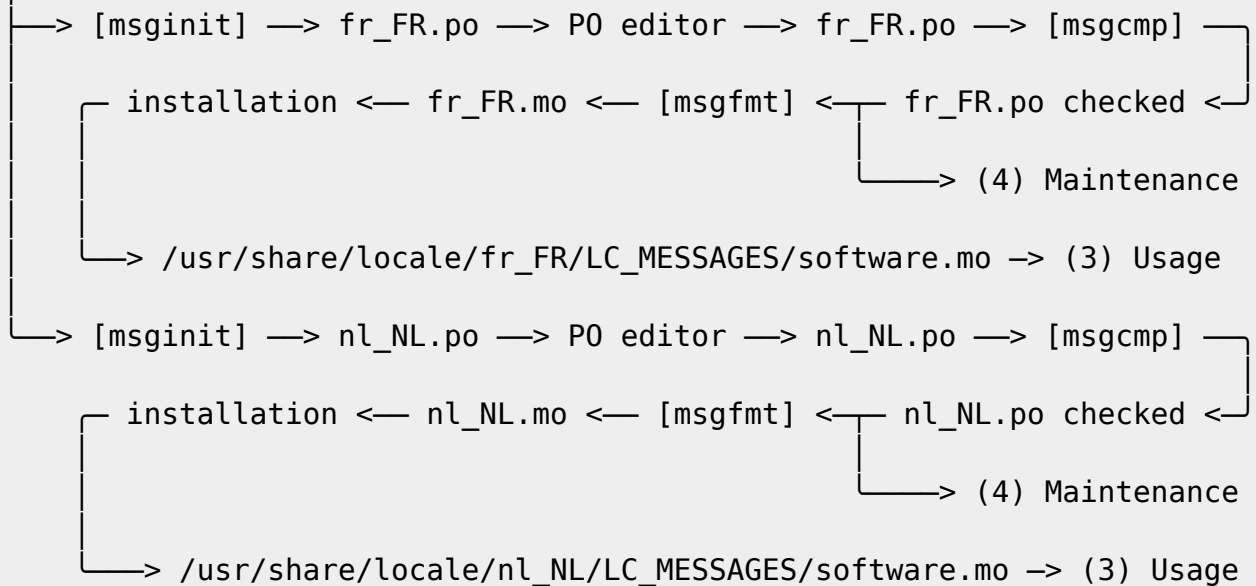 ├──> [msginit] ──> fr_FR.po ──> PO editor ──> fr_FR.po ──> [msgcmp] ──╮
╭─ installation <── fr_FR.mo <── [msgfmt] <─┬─ fr_FR.po checked <─╯
╰────> (4) Maintenance
╰──> /usr/share/locale/fr_FR/LC_MESSAGES/software.mo ─> (3) Usage
╰──> [msginit] ──> nl_NL.po ──> PO editor ──> nl_NL.po ──> [msgcmp] ──╮
╭─ installation <── nl_NL.mo <── [msgfmt] <─┬─ nl_NL.po checked <─╯
╰────> (4) Maintenance
╰───> /usr/share/locale/nl_NL/LC_MESSAGES/software.mo ─> (3) Usage